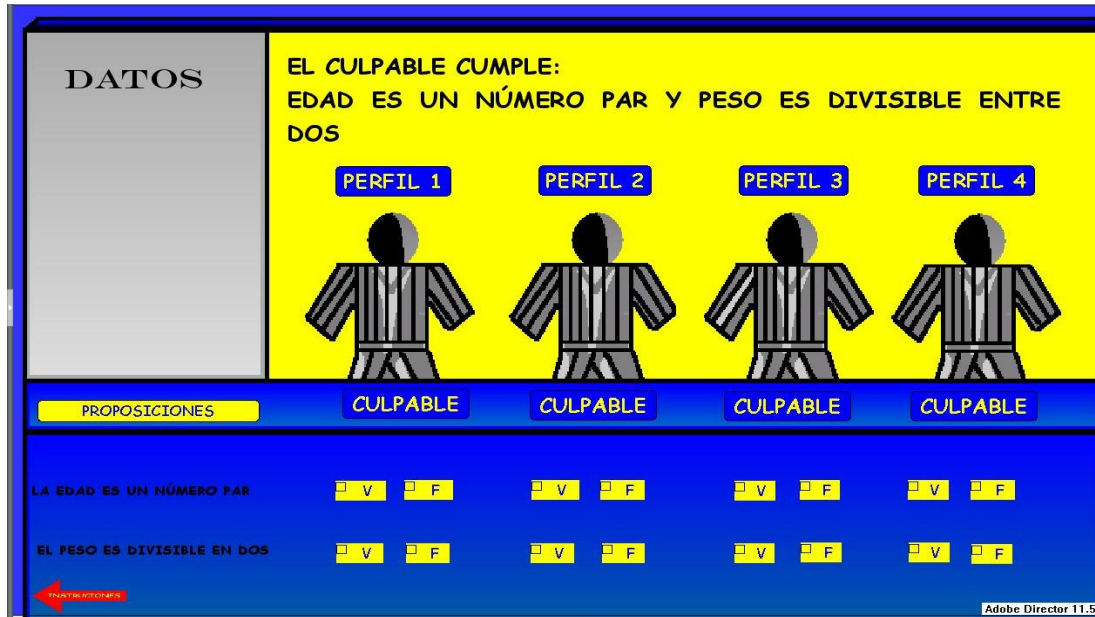 DATOS
EL CULPABLE CUMPLE:
EDAD ES UN NÚMERO PAR Y PESO ES DIVISIBLE ENTRE
DOS
PERFIL 1 PERFIL 2 PERFIL 3 PERFIL 4
PROPOSICIONES CULPABLE CULPABLE CULPABLE CULPABLE
LA EDAD ES UN NÚMERO PAR V F V F V F V F
EL PESO ES DIVISIBLE EN DOS V F V F V F V F
INSTRUCTONES
Adobe Director 11.5